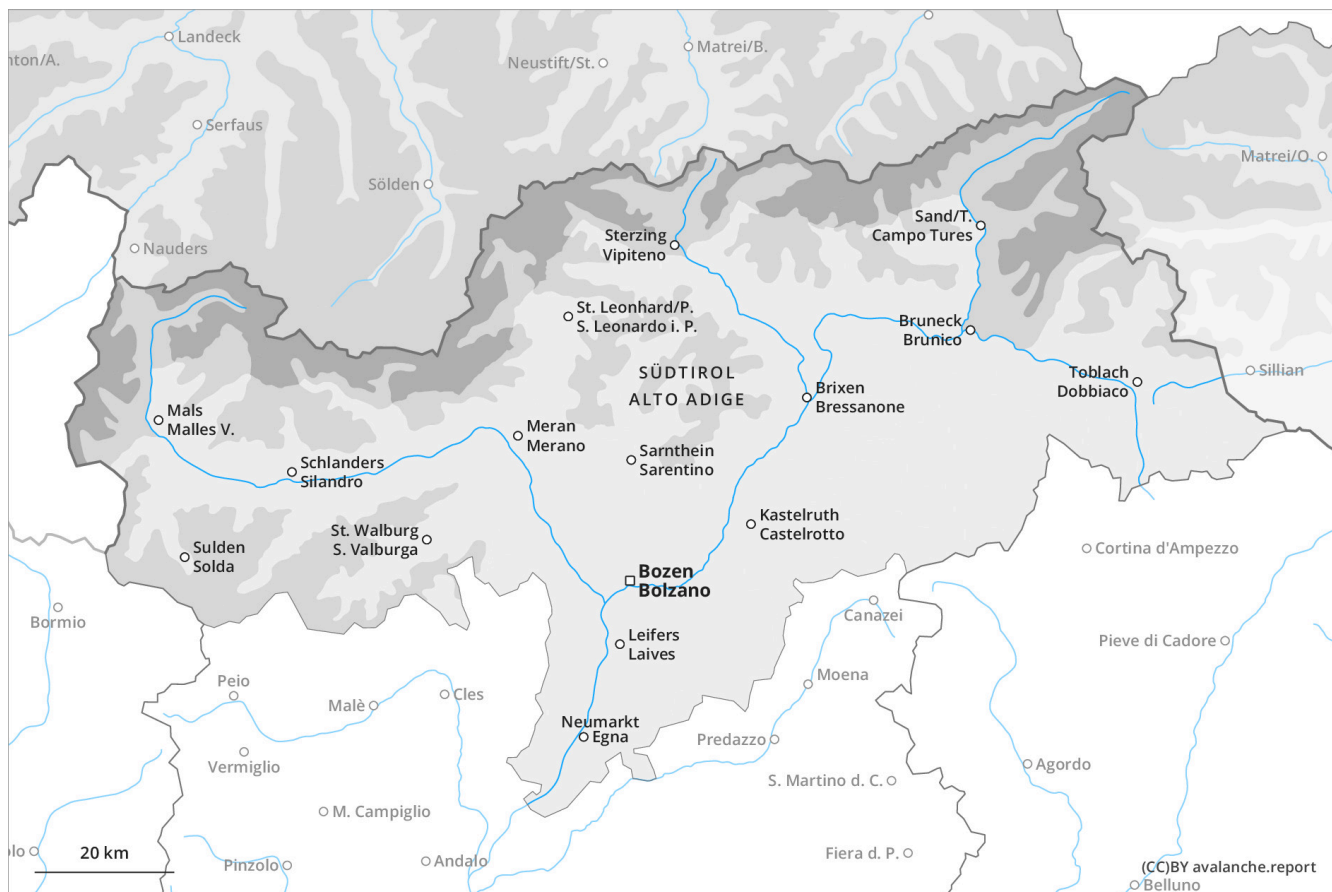 Landeck
nton/A.
Neustift/St.
Matrei/B.
Serfaus
Matrei/O.
Sölden
Nauders
Sterzing
Vipiteno
Sand/T.
Campo Tures
St. Leonhard/P.
S. Leonardo i. P.
Bruneck
Brunico
SÜDTIROL
ALTO ADIGE
Toblach
Dobbiaco
Sillian
Brixen
Bressanone
Mals
Malles V.
Meran
Merano
Schlanders
Silandro
Sarnthein
Sarentino
Kastelruth
Castelrotto
St. Walburg
S. Valburga
Sulden
Solda
Cortina d'Ampezzo
Bozen
Bolzano
Bormio
Canazei
Leifers
Laives
Pieve di Cadore
Peio
Malè
Cles
Moena
Neumarkt
Egna
Predazzo
Vermiglio
Agordo
S. Martino d. C.
M. Campiglio
20 km
olo
Pinzolo
Andalo
Fiera d. P.
(CC)BY avalanche.report
Belluno